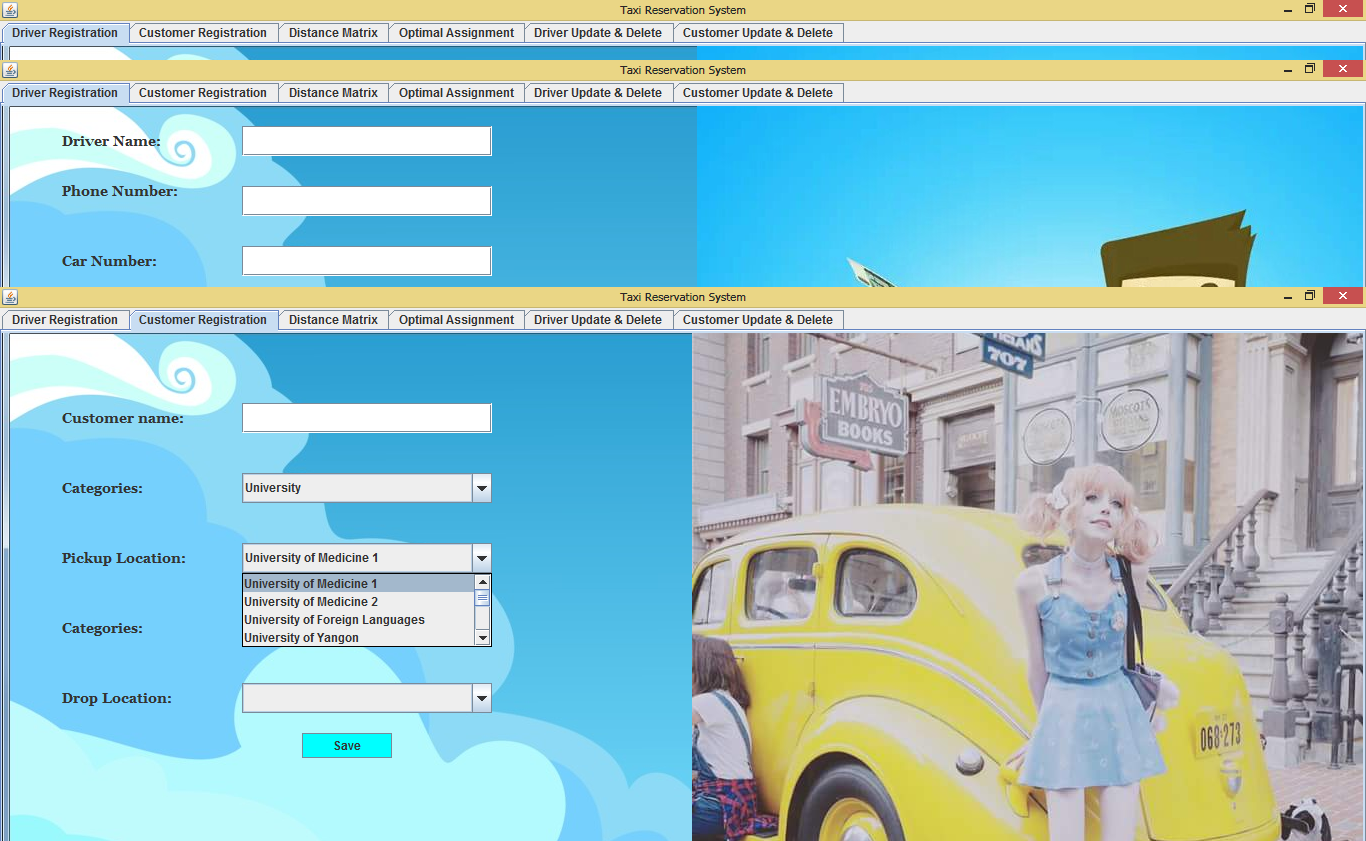 Taxi Reservation System
Driver Registration Customer Registration Distance Matrix Optimal Assignment Driver Update & Delete Customer Update & Delete
Taxi Reservation System
Driver Registration Customer Registration Distance Matrix Optimal Assignment Driver Update & Delete Customer Update & Delete
Driver Name:
Phone Number:
Car Number:
Taxi Reservation System
Driver Registration Customer Registration Distance Matrix Optimal Assignment Driver Update & Delete Customer Update & Delete
Customer name:
Categories:
University
Pickup Location:
University of Medicine 1
University of Medicine 1
University of Medicine 2
University of Foreign Languages
University of Yangon
Categories:
Drop Location:
Save
707
EMBRYO
BOOKS
MOSCOTS
068-273